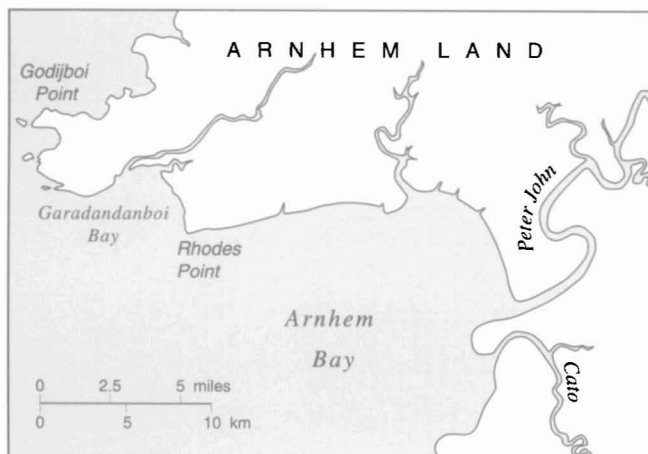 ARNHEM LAND
Godijboi
Point
Peter John
Garadandanboi
Bay
Rhodes
Point
Arnhem
Bay
Cato
0 2.5 5 miles
0 5 10 km